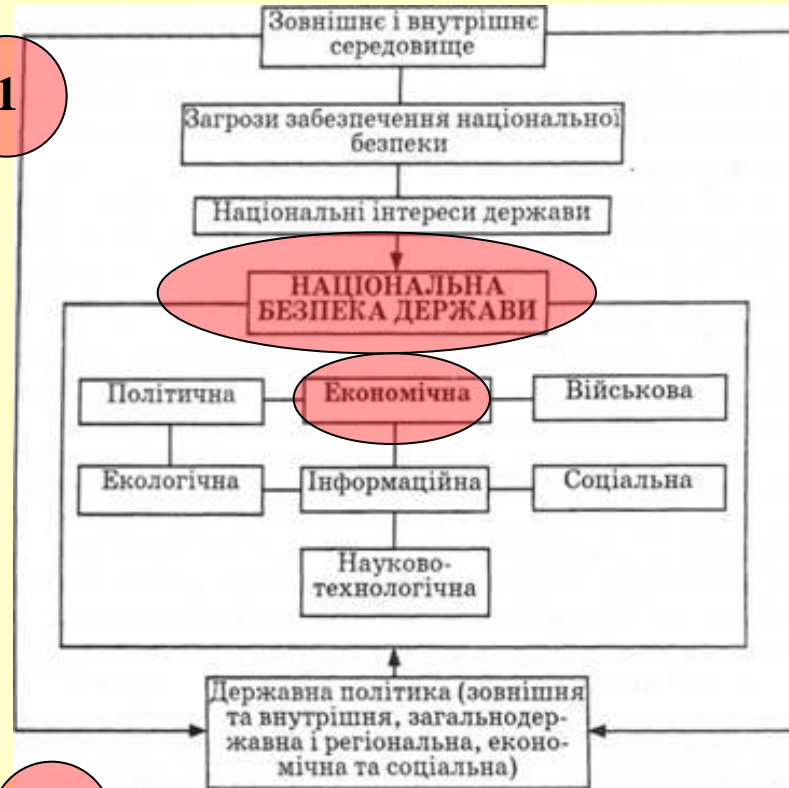 Зовнішнє і внутрішнє
середовище
1
Загрози забезпечення національної
безпеки
Національні інтереси держави
НАЦІОНАЛЬНА
БЕЗПЕКА ДЕРЖАВИ
Політична
Економічна
Військова
Екологічна
Інформаційна
Соціальна
Науково-
технологічна
Державна політика (зовнішня
та внутрішня, загальнодер-
жавна і регіональна, еконо-
мічна та соціальна)